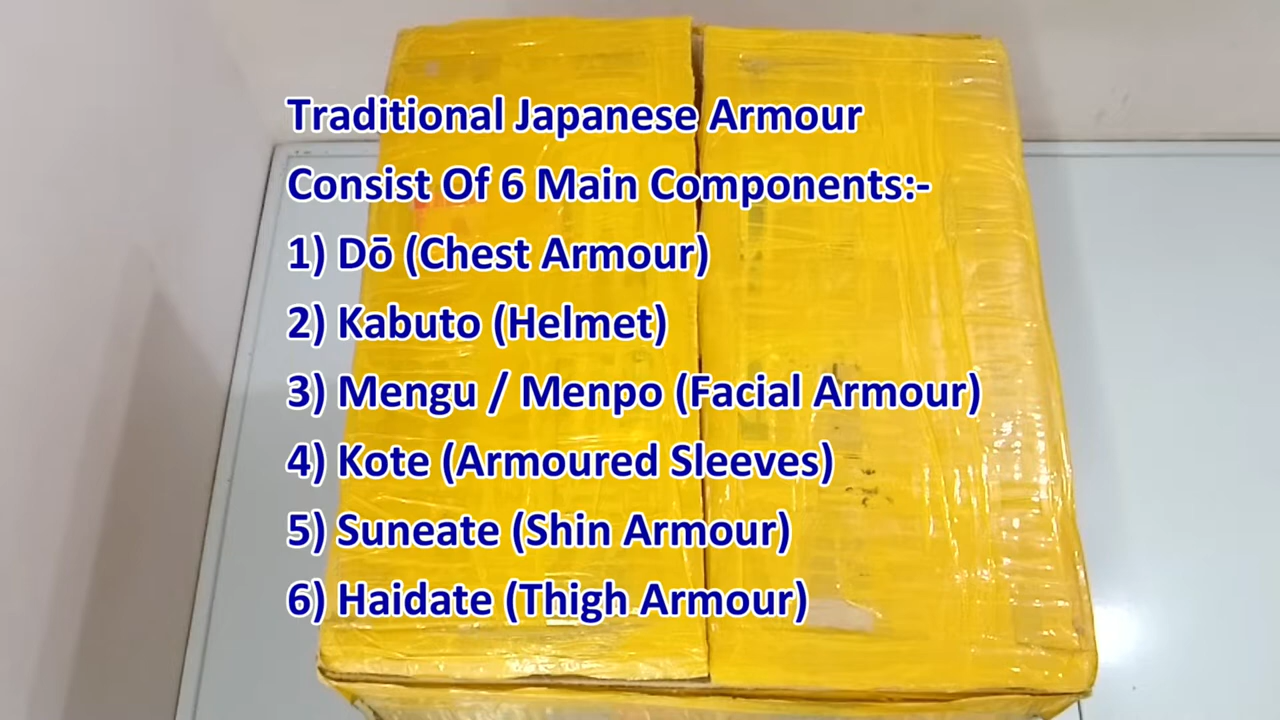 Traditional Japanese Armour
Consist Of 6 Main Components:-
1) Dō (Chest Armour)
2) Kabuto (Helmet)
3) Mengu / Menpo (Facial Armour)
4) Kote (Armoured Sleeves)
5) Suneate (Shin Armour)
6) Haidate (Thigh Armour)